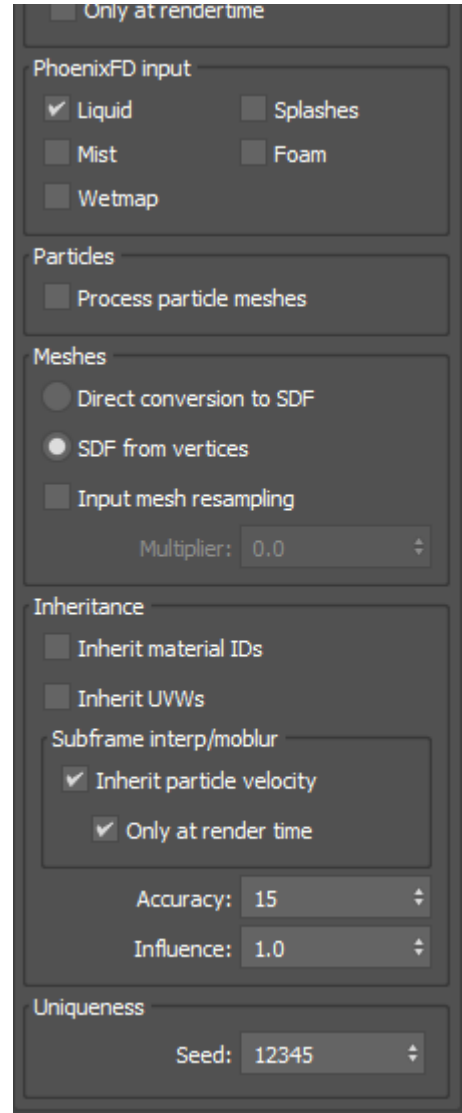 Only at rendertime
PhoenixFD input
Liquid Splashes
Mist Foam
Wetmap
Particles
Process particle meshes
Meshes
Direct conversion to SDF
SDF from vertices
Input mesh resampling
Multiplier: 0.0
Inheritance
Inherit material IDs
Inherit UVWs
Subframe interp/moblur
Inherit particle velocity
Only at render time
Accuracy: 15
Influence: 1.0
Uniqueness
Seed: 12345